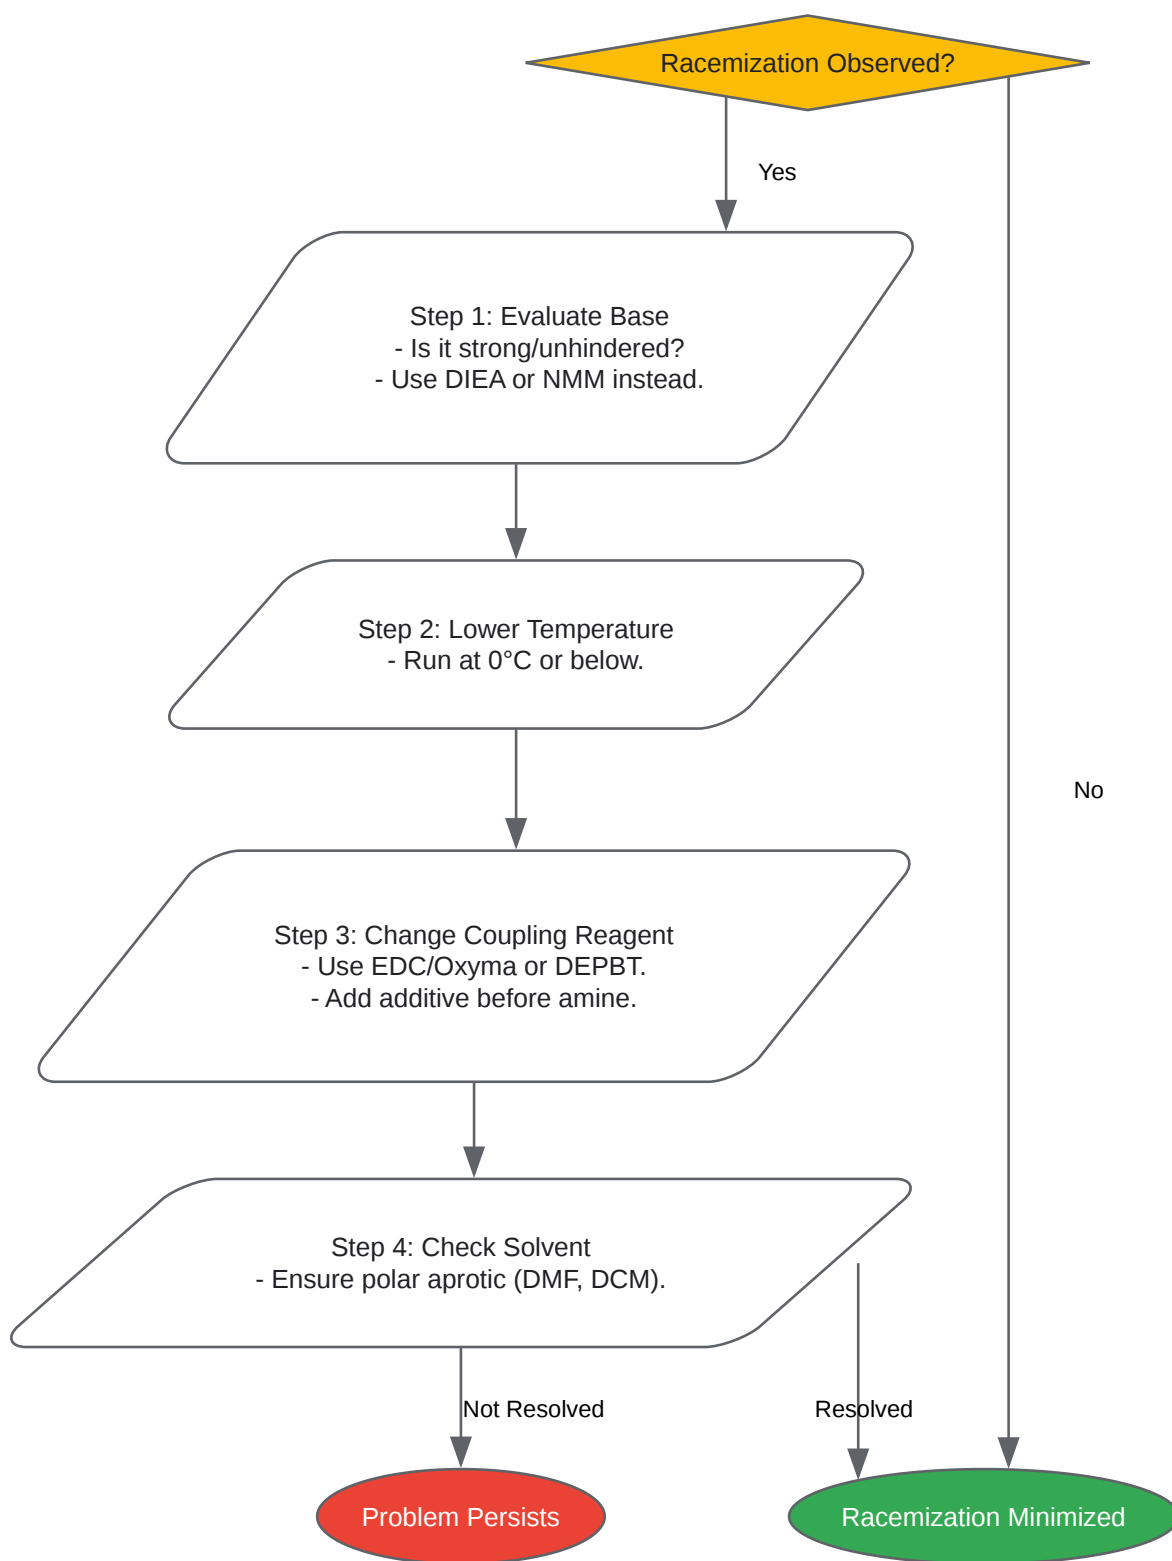 Racemization Observed?
Yes
Step 1: Evaluate Base
- Is it strong/unhindered?
- Use DIEA or NMM instead.
Step 2: Lower Temperature
- Run at 0°C or below.
No
Step 3: Change Coupling Reagent
- Use EDC/Oxyma or DEPBT.
- Add additive before amine.
Step 4: Check Solvent
- Ensure polar aprotic (DMF, DCM).
Not Resolved
Resolved
Problem Persists
Racemization Minimized